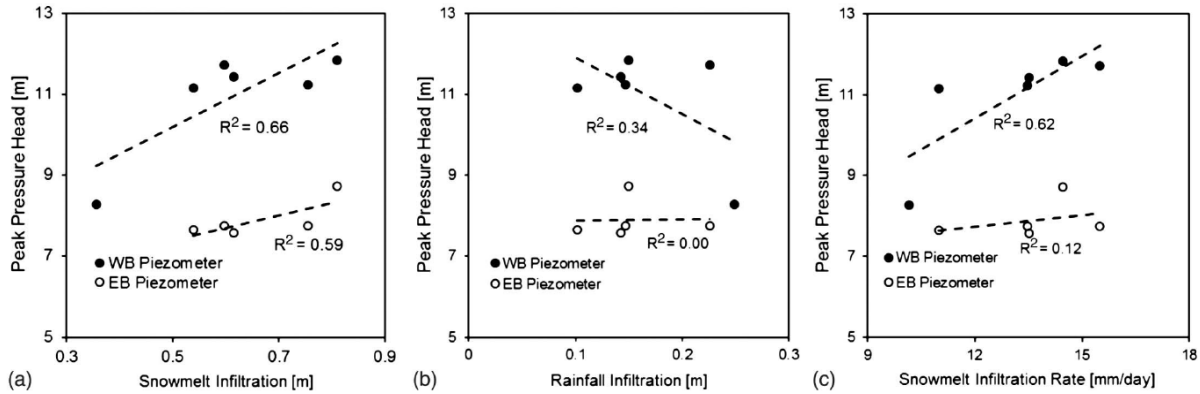 13
11
9
7
5
Peak Pressure Head [m]
R² = 0.66
R² = 0.59
WB Piezometer
EB Piezometer
0.3
0.5
0.7
0.9
(a)
Snowmelt Infiltration [m]
13
11
9
7
5
Peak Pressure Head [m]
R² = 0.34
R² = 0.00
WB Piezometer
EB Piezometer
0
0.1
0.2
0.3
(b)
Rainfall Infiltration [m]
13
11
9
7
5
Peak Pressure Head [m]
R² = 0.62
R² = 0.12
WB Piezometer
EB Piezometer
9
12
15
18
(c)
Snowmelt Infiltration Rate [mm/day]